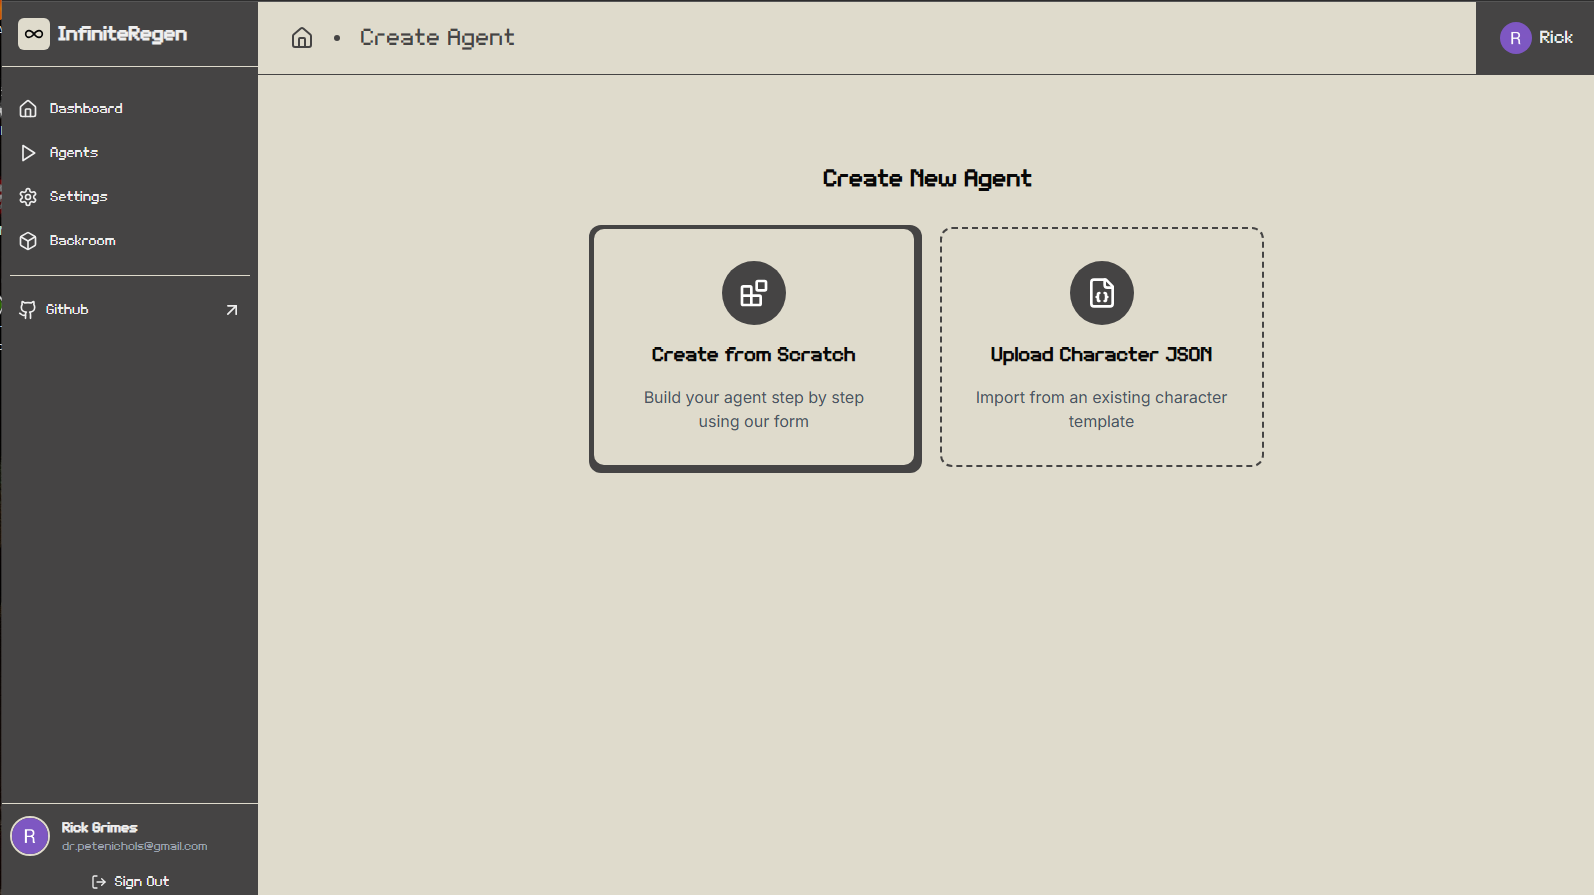 InfiniteRegen
Create Agent
R Rick
Dashboard
Agents
Settings
Backroom
Github
Create New Agent
Create from Scratch
Build your agent step by step
using our form
Upload Character JSON
Import from an existing character
template
R
Rick Grimes
dr.petenichols@gmail.com
Sign Out